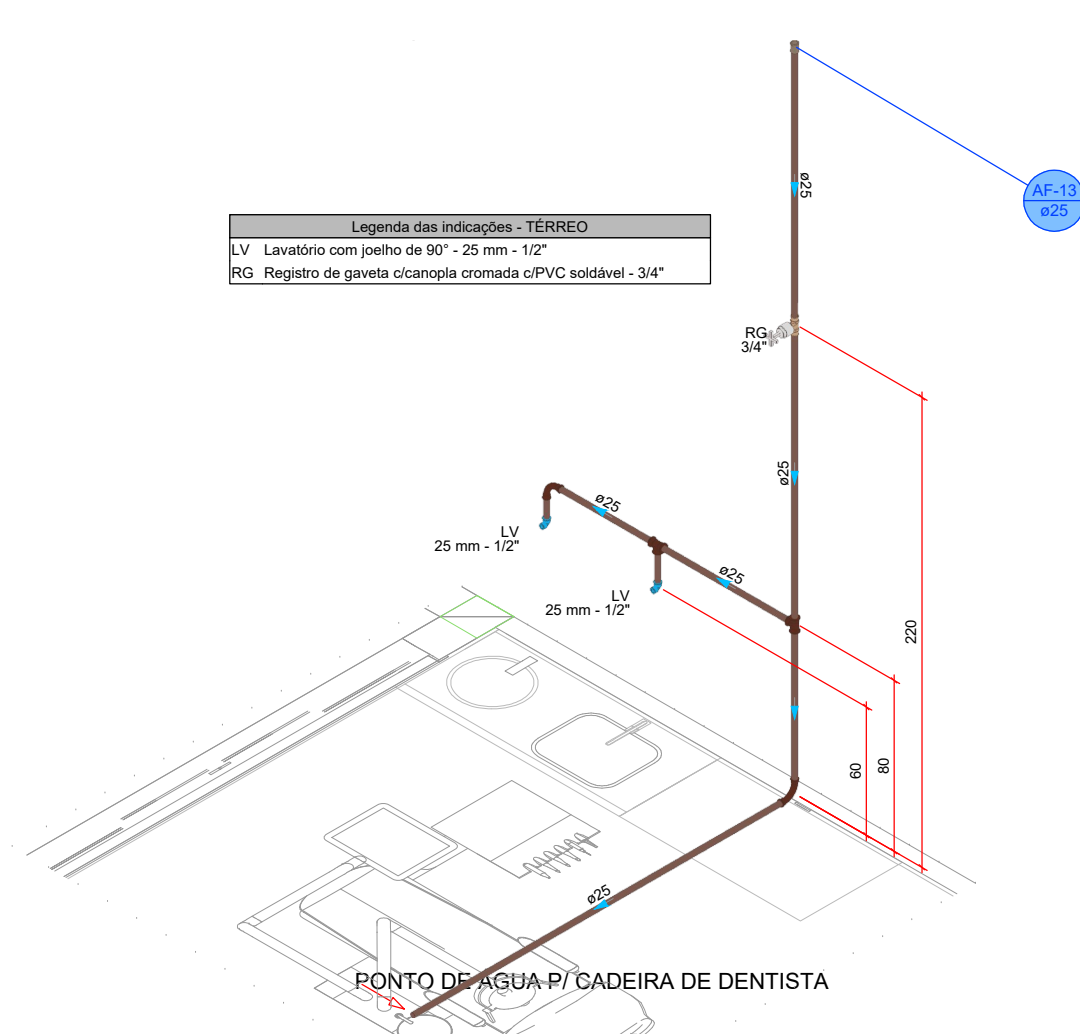 AF-13
ø25
ø25
Legenda das indicações - TÉRREO
LV Lavatório com joelho de 90° - 25 mm - 1/2"
RG Registro de gaveta c/canopla cromada c/PVC soldável - 3/4"
RG
3/4"
ø25
ø25
LV
25 mm - 1/2"
ø25
LV
25 mm - 1/2"
220
60
80
ø25
PONTO DE ÁGUA P/ CADEIRA DE DENTISTA